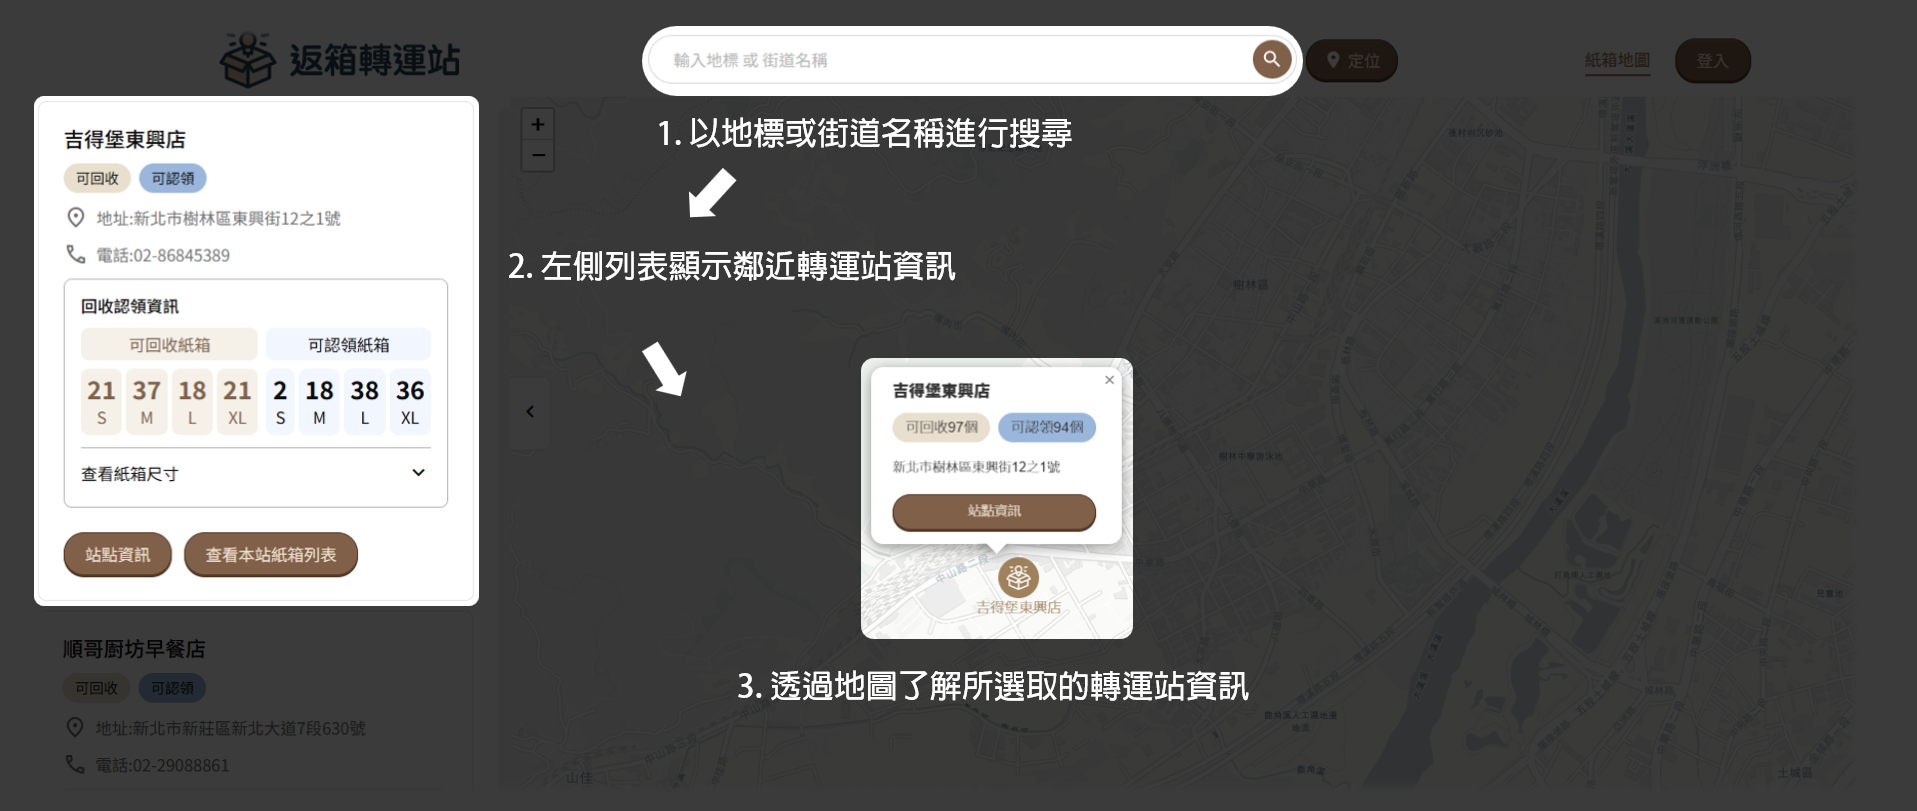 返箱轉運站
輸入地標 或 街道名稱
定位
紙箱地圖
登入
吉得堡東興店
可回收
可認領
地址:新北市樹林區東興街12之1號
電話:02-86845389
回收認領資訊
可回收紙箱
可認領紙箱
21 37 18 21 2 18 38 36
S M L XL S M L XL
查看紙箱尺寸
站點資訊
查看本站紙箱列表
順哥廚坊早餐店
可回收
可認領
地址:新北市新莊區新北大道7段630號
電話:02-29088861
+
−
1. 以地標或街道名稱進行搜尋
2. 左側列表顯示鄰近轉運站資訊
吉得堡東興店
×
可回收97個
可認領94個
新北市樹林區東興街12之1號
站點資訊
中山路二段
吉得堡東興店
3. 透過地圖了解所選取的轉運站資訊
樹林區
山佳
土城區